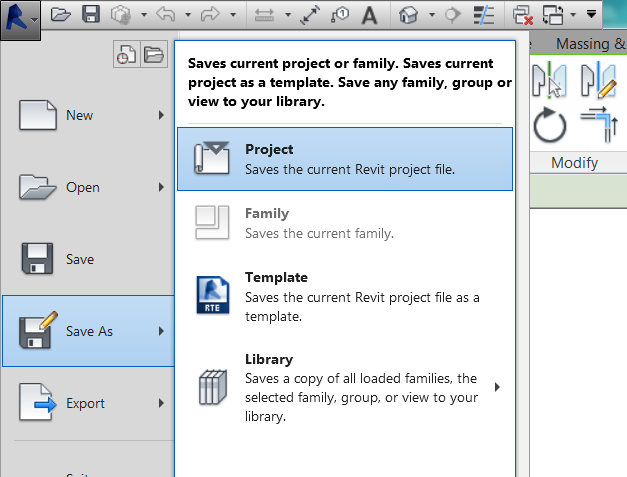 Massing &
Saves current project or family. Saves current
project as a template. Save any family, group or
view to your library.
New
Project
Saves the current Revit project file.
Modify
Open
Family
Saves the current family.
Save
Template
Saves the current Revit project file as a
template.
RTE
Save As
Library
Saves a copy of all loaded families, the
selected family, group, or view to your
library.
Export